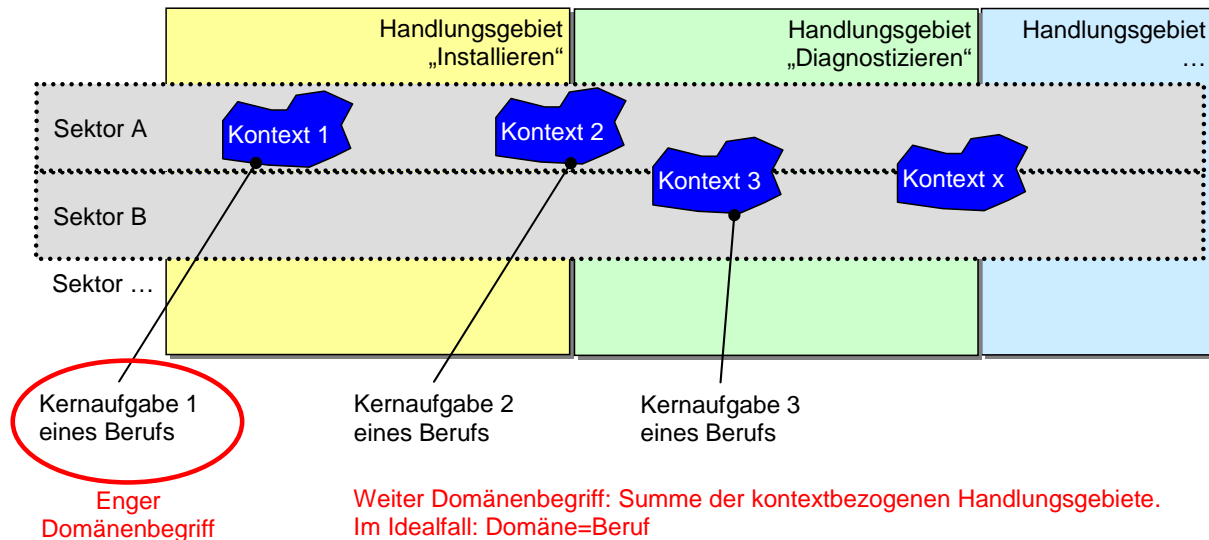 Handlungsgebiet
„Installieren“
Handlungsgebiet
„Diagnostizieren“
Handlungsgebiet
…
Sektor A
Kontext 1
Kontext 2
Kontext 3
Kontext x
Sektor B
Sektor …
Kernaufgabe 1
eines Berufs
Kernaufgabe 2
eines Berufs
Kernaufgabe 3
eines Berufs
Enger
Domänenbegriff
Weiter Domänenbegriff: Summe der kontextbezogenen Handlungsgebiete.
Im Idealfall: Domäne=Beruf